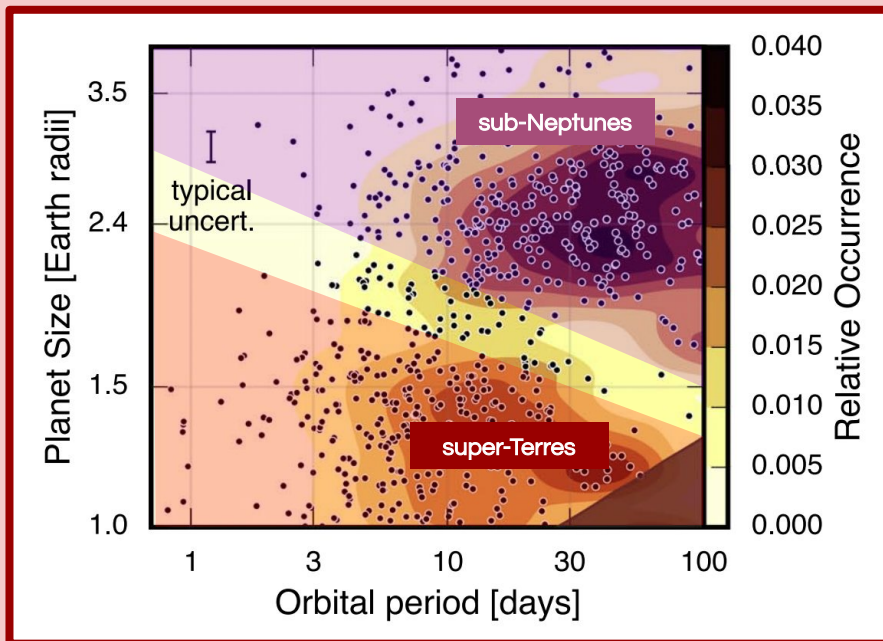 Planet Size [Earth radii]
3.5
2.4
1.5
1.0
typical
uncert.
sub-Neptunes
super-Terres
1 3 10 30 100
Orbital period [days]
0.040
0.035
0.030
0.025
0.020
0.015
0.010
0.005
0.000
Relative Occurrence